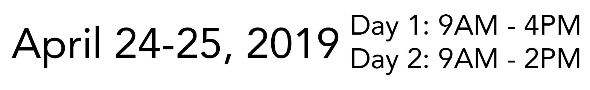 April 24-25, 2019
Day 1: 9AM - 4PM
Day 2: 9AM - 2PM